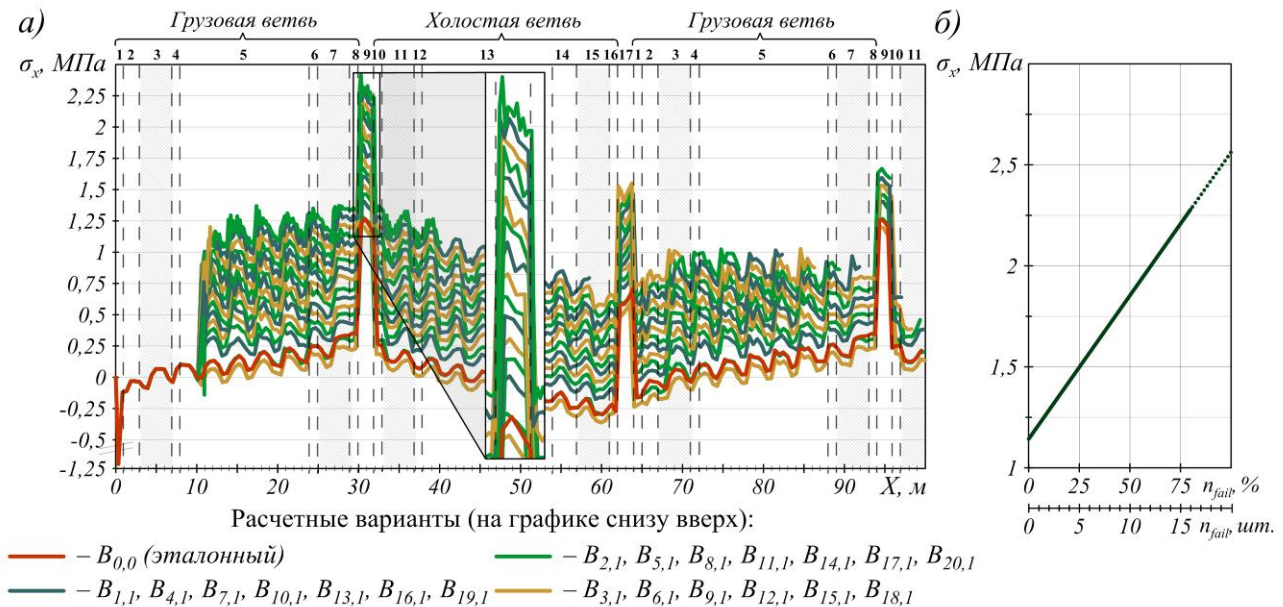 а)
Грузовая ветвь
Холостая ветвь
Грузовая ветвь
б)
1 2 3 4 5 6 7 8 9 10 11 12 13 14 15 16 17 1 2 3 4 5 6 7 8 9 10 11
σx, МПа
2,25
2
1,75
1,5
1,25
1
0,75
0,5
0,25
0
-0,25
-0,5
-1,25
0 10 20 30 40 50 60 70 80 90 X, м
σx, МПа
2,5
2
1,5
1
0 25 50 75 nfail, %
0 5 10 15 nfail, шт.
Расчетные варианты (на графике снизу вверх):
– B0,0 (эталонный)
– B2,1, B5,1, B8,1, B11,1, B14,1, B17,1, B20,1
– B1,1, B4,1, B7,1, B10,1, B13,1, B16,1, B19,1
– B3,1, B6,1, B9,1, B12,1, B15,1, B18,1